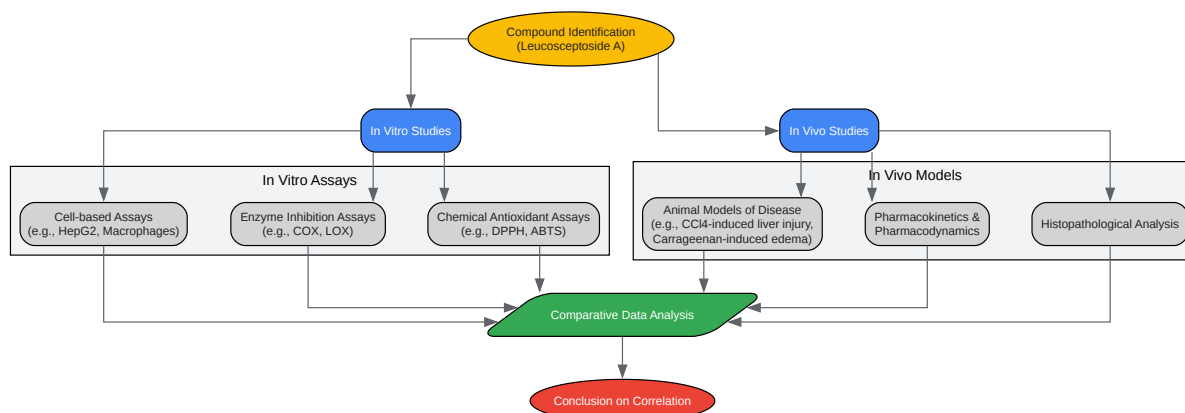 Compound Identification
(Leucosceptoside A)
In Vitro Studies
In Vivo Studies
In Vitro Assays
In Vivo Models
Cell-based Assays
(e.g., HepG2, Macrophages)
Enzyme Inhibition Assays
(e.g., COX, LOX)
Chemical Antioxidant Assays
(e.g., DPPH, ABTS)
Animal Models of Disease
(e.g., CCl4-induced liver injury,
Carrageenan-induced edema)
Pharmacokinetics &
Pharmacodynamics
Histopathological Analysis
Comparative Data Analysis
Conclusion on Correlation